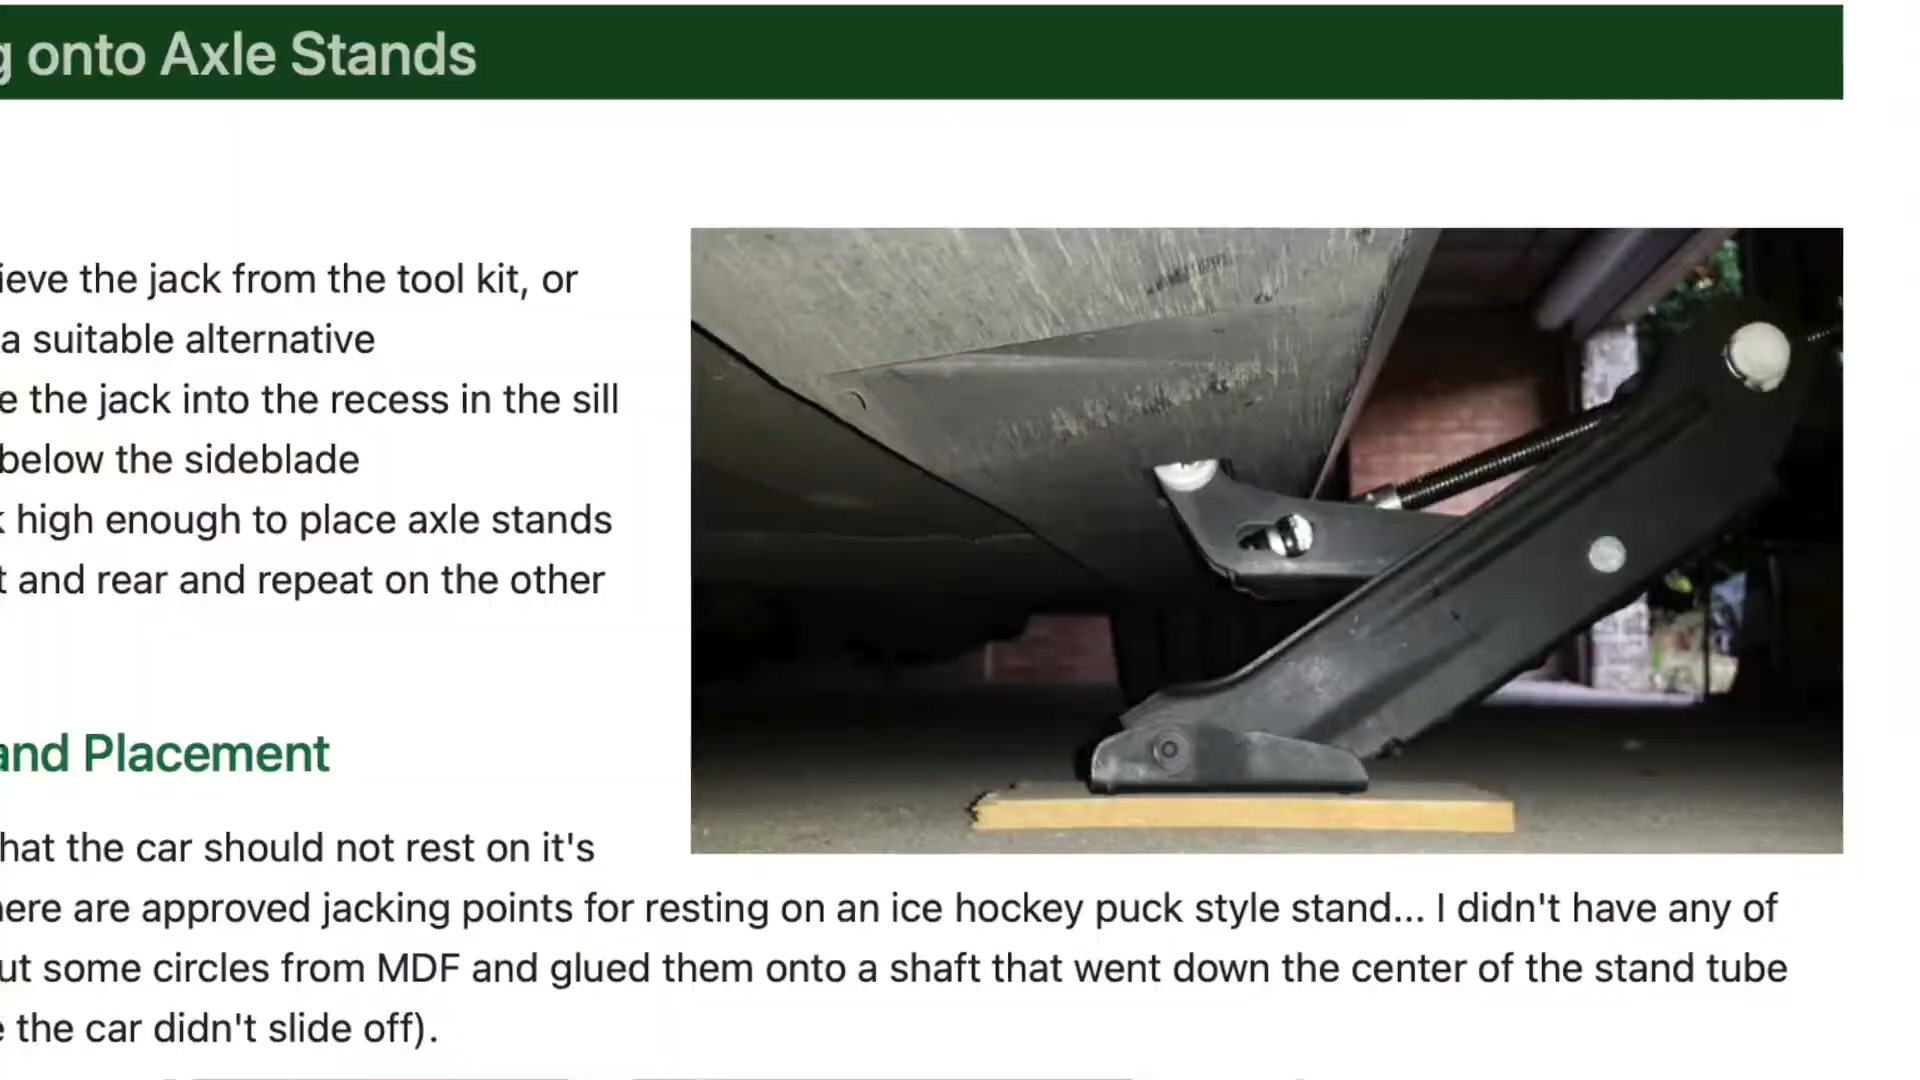 g onto Axle Stands
ieve the jack from the tool kit, or
a suitable alternative
e the jack into the recess in the sill
below the sideblade
k high enough to place axle stands
t and rear and repeat on the other
and Placement
hat the car should not rest on it's
here are approved jacking points for resting on an ice hockey puck style stand... I didn't have any of
ut some circles from MDF and glued them onto a shaft that went down the center of the stand tube
e the car didn't slide off).